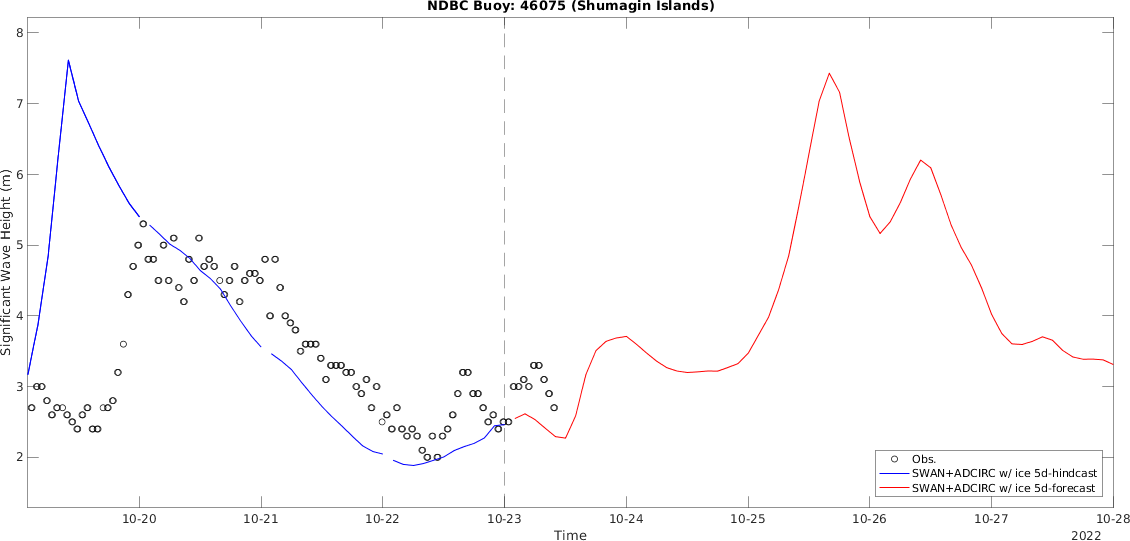 NDBC Buoy: 46075 (Shumagin Islands)
8
7
6
5
4
3
2
Significant Wave Height (m)
Obs.
SWAN+ADCIRC w/ ice 5d-hindcast
SWAN+ADCIRC w/ ice 5d-forecast
10-20
10-21
10-22
10-23
10-24
10-25
10-26
10-27
10-28
Time
2022